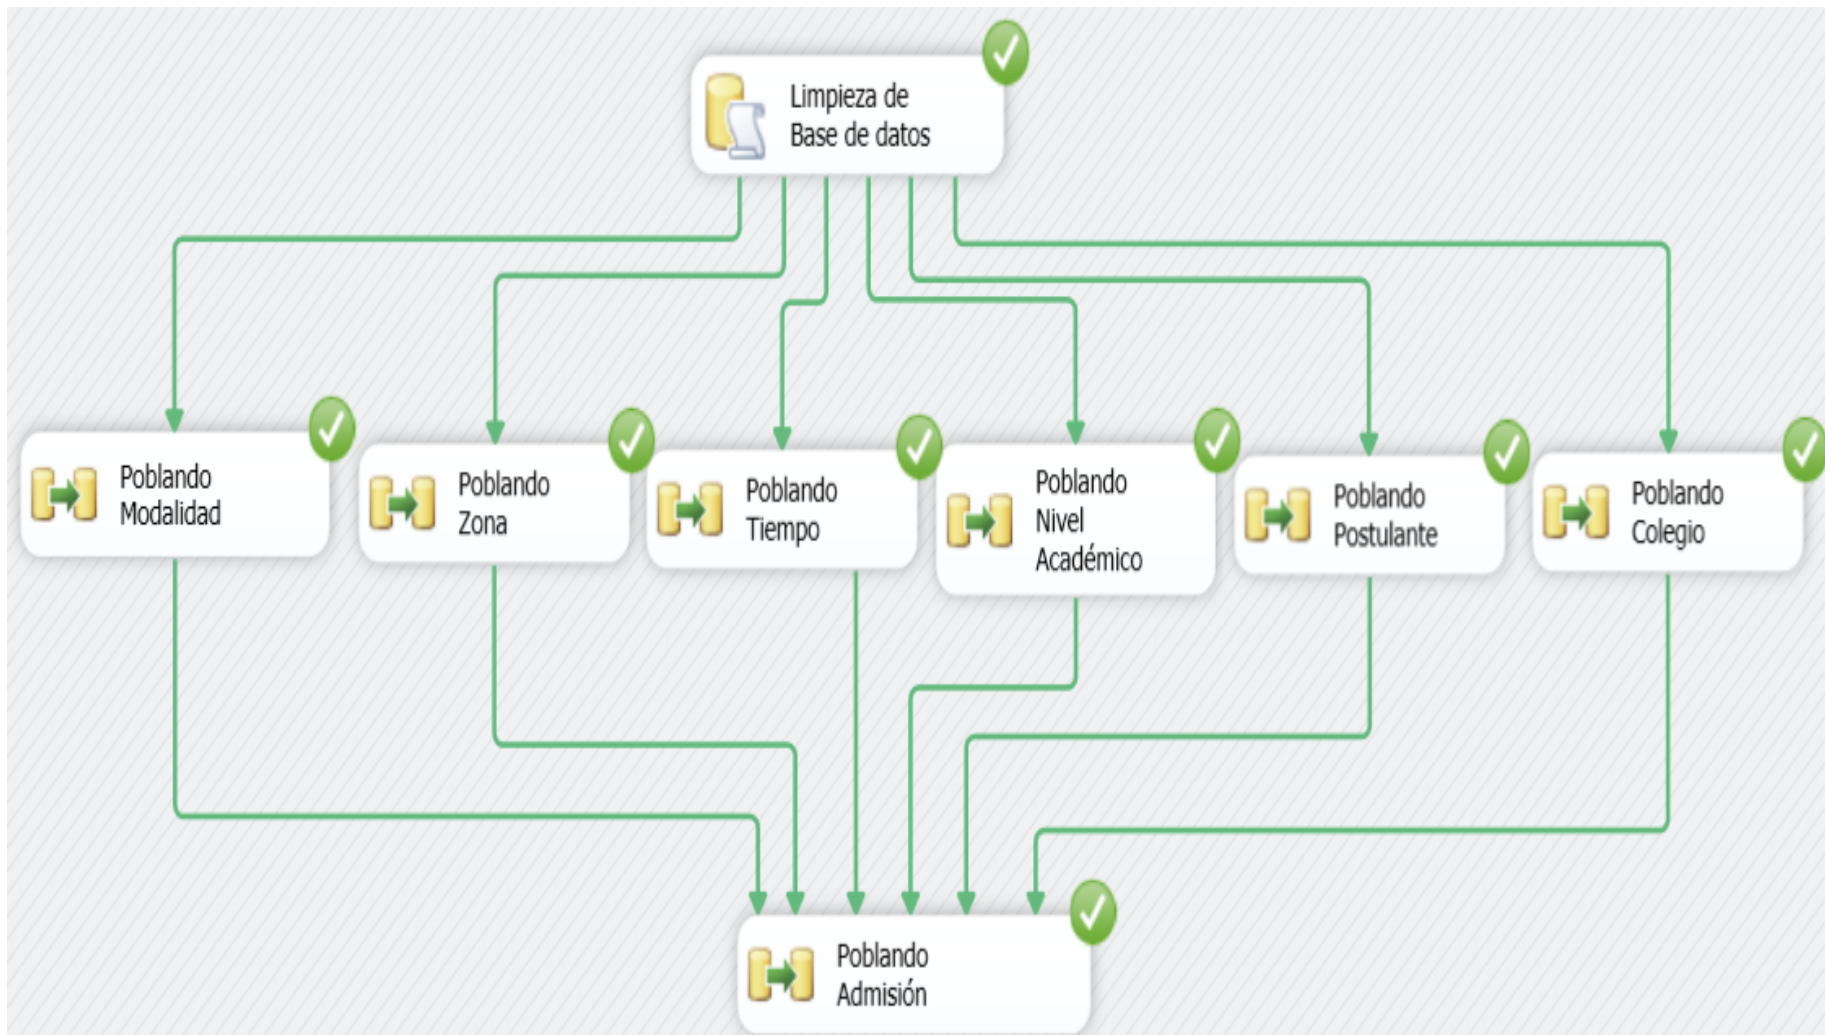 Limpieza de
Base de datos
Poblando
Modalidad
Poblando
Zona
Poblando
Tiempo
Poblando
Nivel
Académico
Poblando
Postulante
Poblando
Colegio
Poblando
Admisión